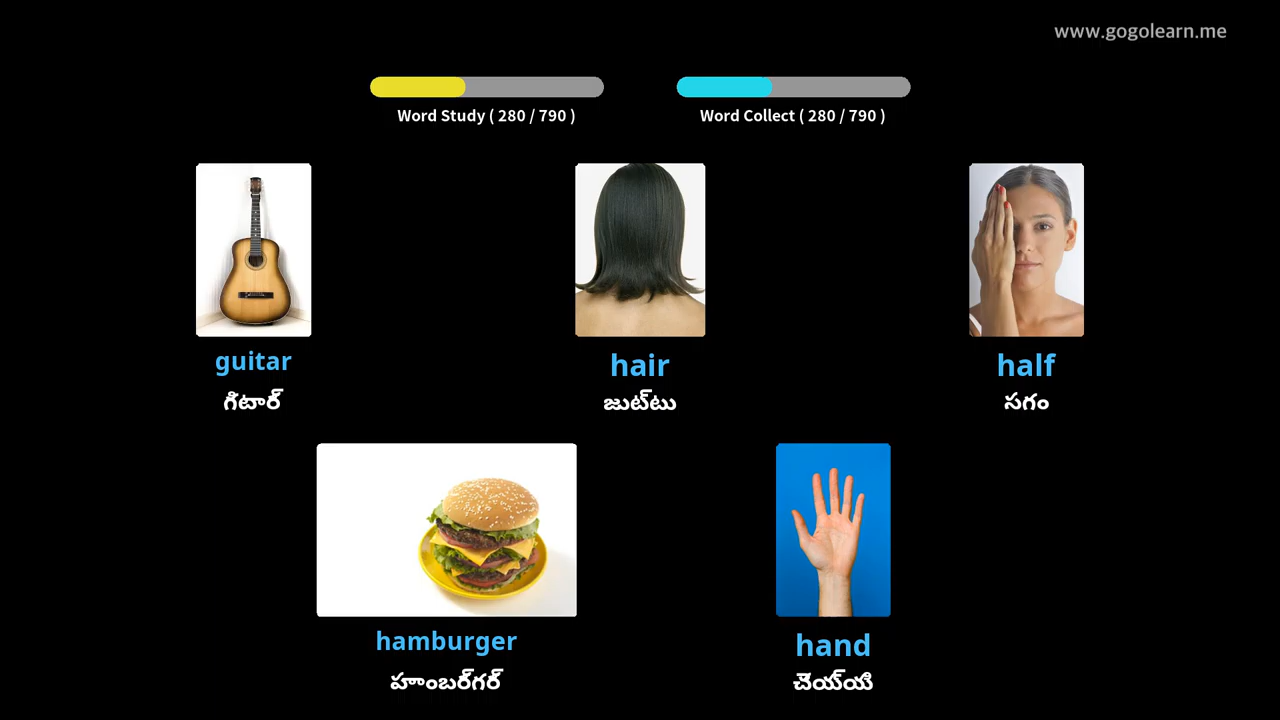 www.gogolearn.me
Word Study ( 280 / 790 )
Word Collect ( 280 / 790 )
guitar
గిటార్
hair
జుట్టు
half
సగం
hamburger
హాంబర్గర్
hand
చెయ్యి